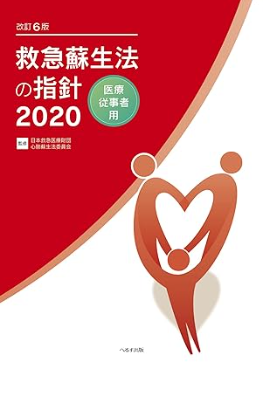 改訂6版
救急蘇生法
の指針
2020
医療
従事者
用
監修
日本救急医療財団
心肺蘇生法委員会
へるす出版